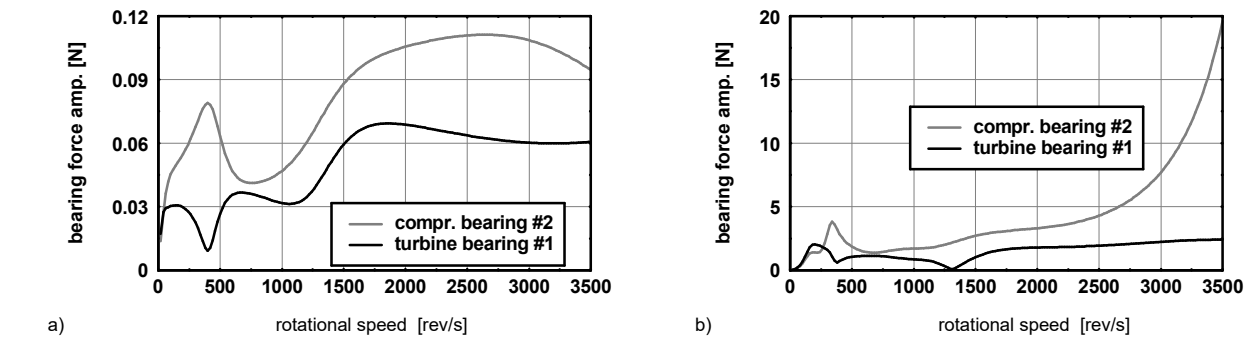 bearing force amp. [N]
0.12
0.09
0.06
0.03
0
compr. bearing #2
turbine bearing #1
0 500 1000 1500 2000 2500 3000 3500
a) rotational speed [rev/s]
bearing force amp. [N]
20
15
10
5
0
compr. bearing #2
turbine bearing #1
0 500 1000 1500 2000 2500 3000 3500
b) rotational speed [rev/s]